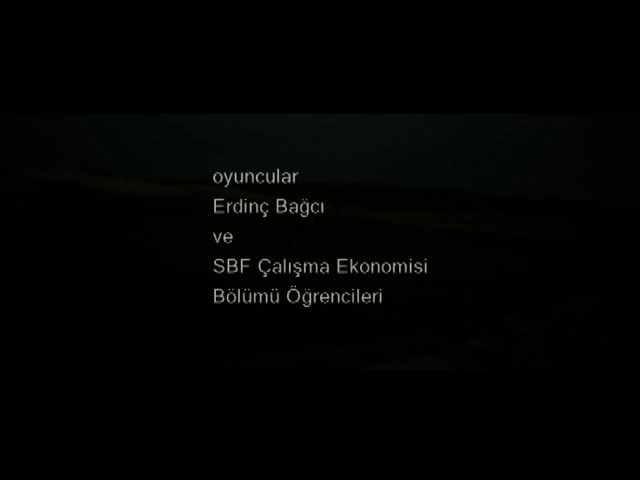 oyuncular
Erdinç Bağcı
ve
SBF Çalışma Ekonomisi
Bölümü Öğrencileri